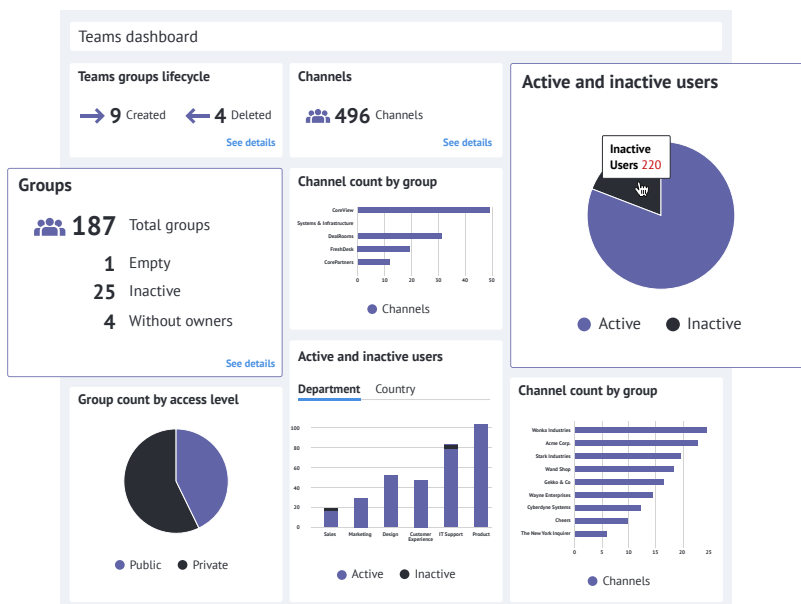 Teams dashboard
Teams groups lifecycle
9 Created
4 Deleted
See details
Channels
496 Channels
See details
Active and inactive users
Inactive
Users 220
Active
Inactive
Groups
187 Total groups
1 Empty
25 Inactive
4 Without owners
See details
Channel count by group
CoreView
Systems & Infrastructure
DealRooms
FreshDesk
CorePartners
0 10 20 30 40 50
Channels
Group count by access level
Public
Private
Active and inactive users
Department
Country
100
80
60
40
20
0
Sales
Marketing
Design
Customer
Experience
IT Support
Product
Active
Inactive
Channel count by group
Wonka Industries
Acme Corp.
Stark Industries
Wand Shop
Gekko & Co
Wayne Enterprises
Cyberdyne Systems
Cheers
The New York Inquirer
0 5 10 15 20 25
Channels